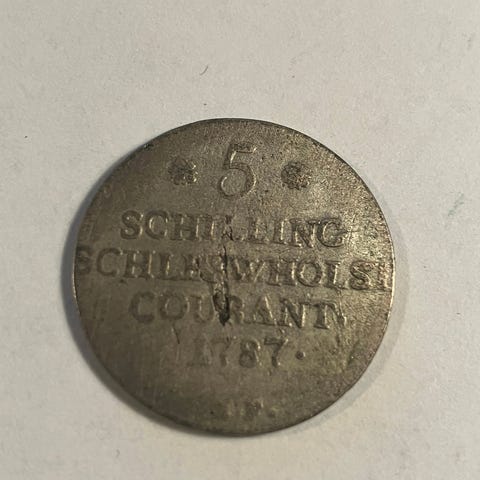 5
SCHILLING
SCHLESWHOLST
COURANT.
1787.